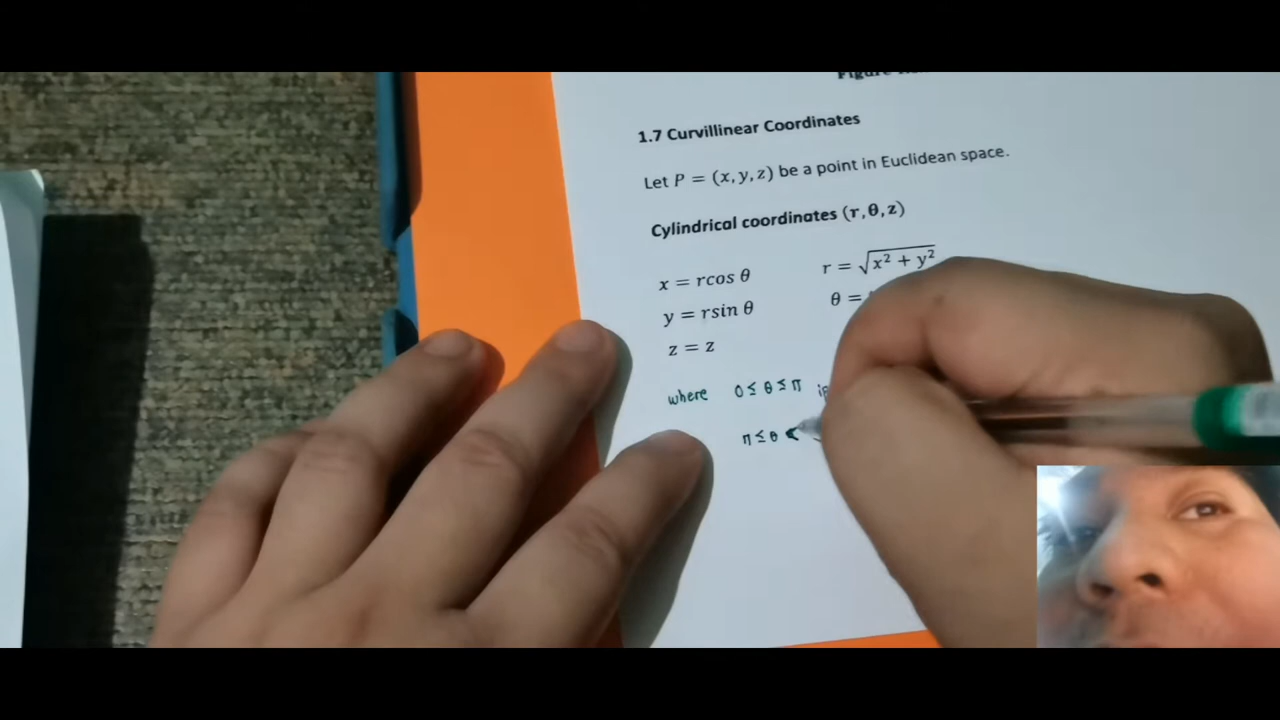 1.7 Curvillinear Coordinates
Let P = (x, y, z) be a point in Euclidean space.
Cylindrical coordinates (r, θ, z)
x = rcos θ r = √x² + y²
y = rsin θ θ =
z = z
where 0 ≤ θ ≤ π
π ≤ θ <